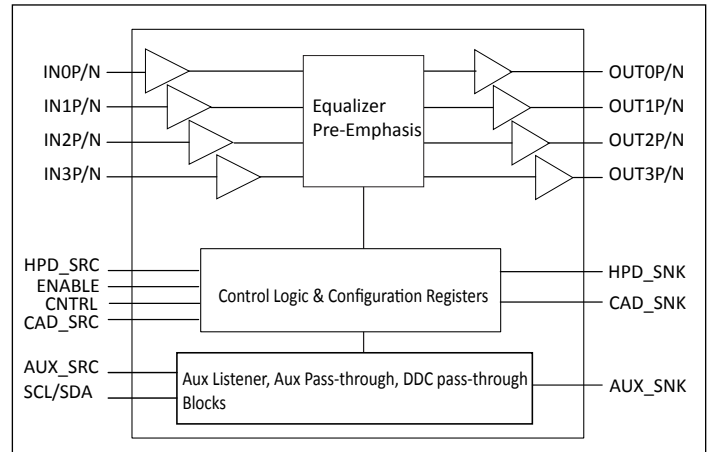 IN0P/N
IN1P/N
IN2P/N
IN3P/N
Equalizer
Pre-Emphasis
OUT0P/N
OUT1P/N
OUT2P/N
OUT3P/N
HPD_SRC
ENABLE
CNTRL
CAD_SRC
Control Logic & Configuration Registers
HPD_SNK
CAD_SNK
AUX_SRC
SCL/SDA
Aux Listener, Aux Pass-through, DDC pass-through
Blocks
AUX_SNK